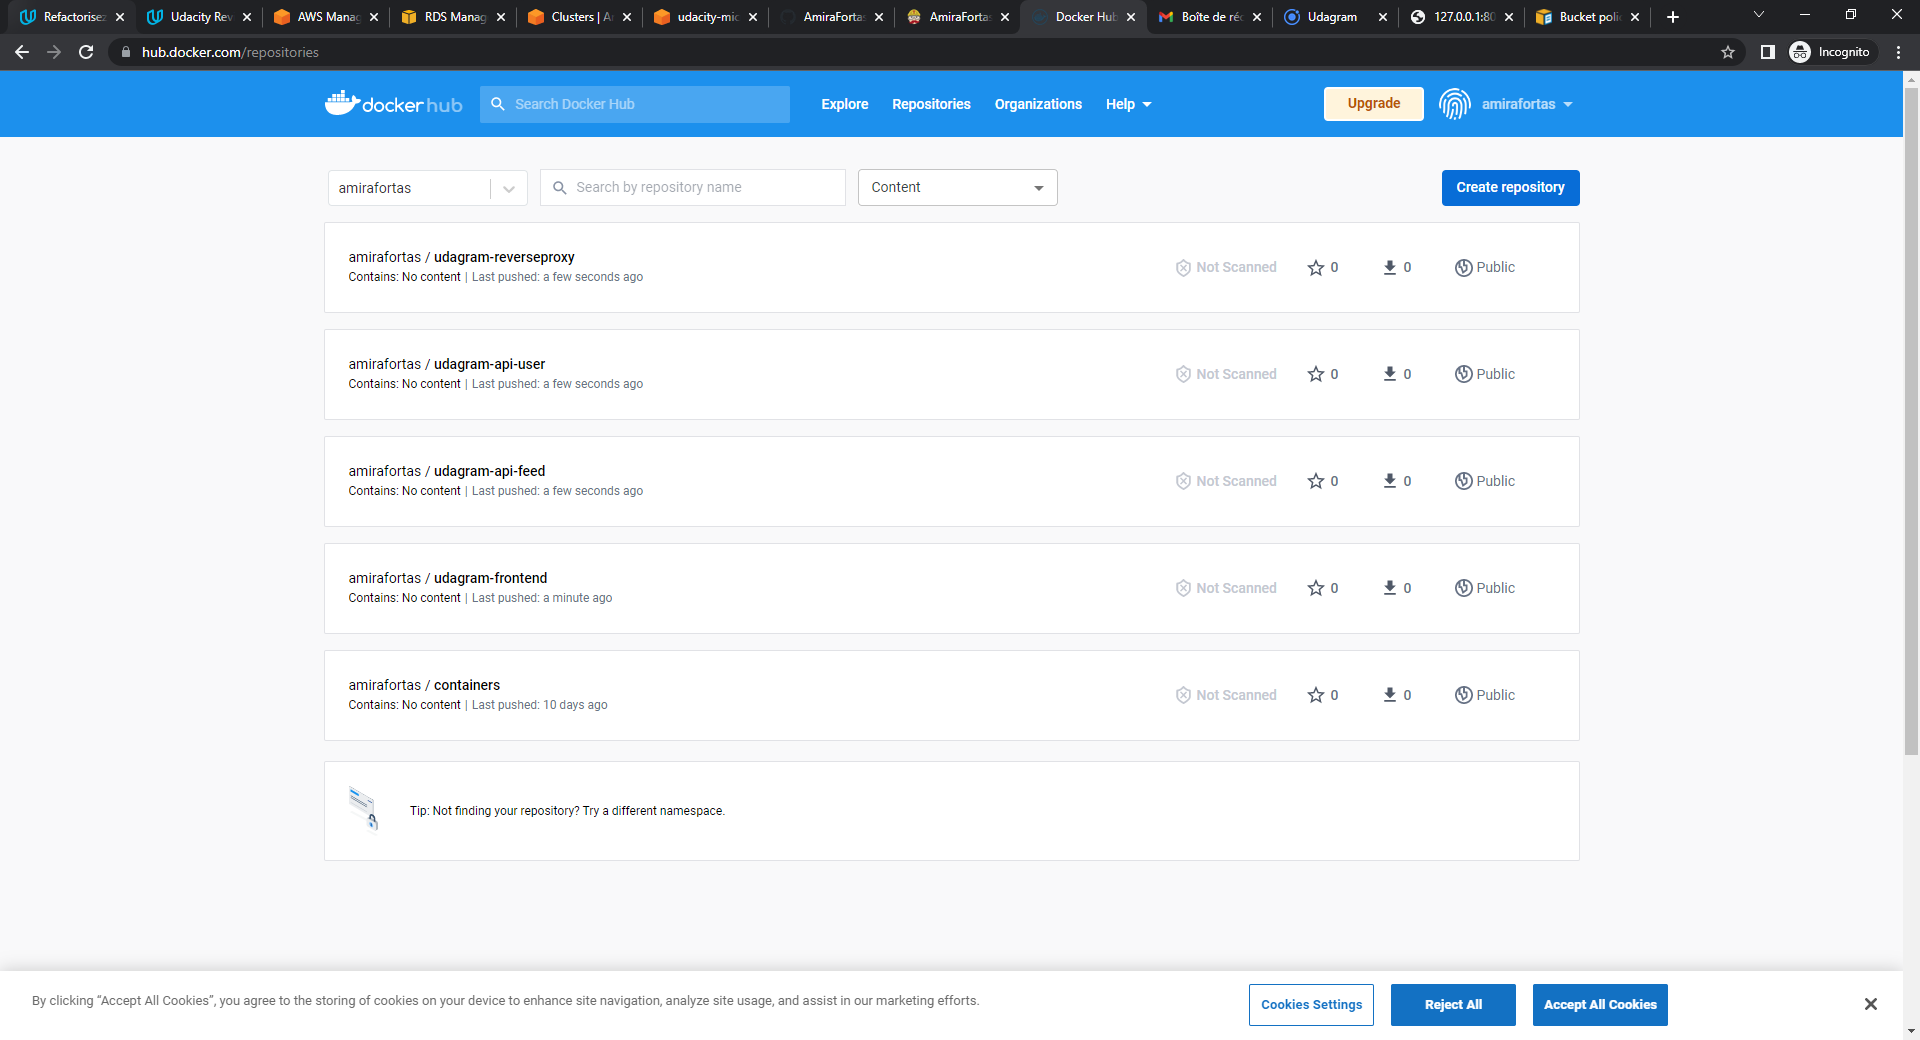 Refactorisez
Udacity Rev
AWS Manag
RDS Manag
Clusters | A
udacity-mic
AmiraFortas
AmiraFortas
Docker Hub
Boîte de réc
Udagram
127.0.0.1:80
Bucket polic
hub.docker.com/repositories
Incognito
docker hub
Search Docker Hub
Explore
Repositories
Organizations
Help
Upgrade
amirafortas
amirafortas
Search by repository name
Content
Create repository
amirafortas / udagram-reverseproxy
Contains: No content | Last pushed: a few seconds ago
Not Scanned
0
0
Public
amirafortas / udagram-api-user
Contains: No content | Last pushed: a few seconds ago
Not Scanned
0
0
Public
amirafortas / udagram-api-feed
Contains: No content | Last pushed: a few seconds ago
Not Scanned
0
0
Public
amirafortas / udagram-frontend
Contains: No content | Last pushed: a minute ago
Not Scanned
0
0
Public
amirafortas / containers
Contains: No content | Last pushed: 10 days ago
Not Scanned
0
0
Public
Tip: Not finding your repository? Try a different namespace.
By clicking “Accept All Cookies”, you agree to the storing of cookies on your device to enhance site navigation, analyze site usage, and assist in our marketing efforts.
Cookies Settings
Reject All
Accept All Cookies